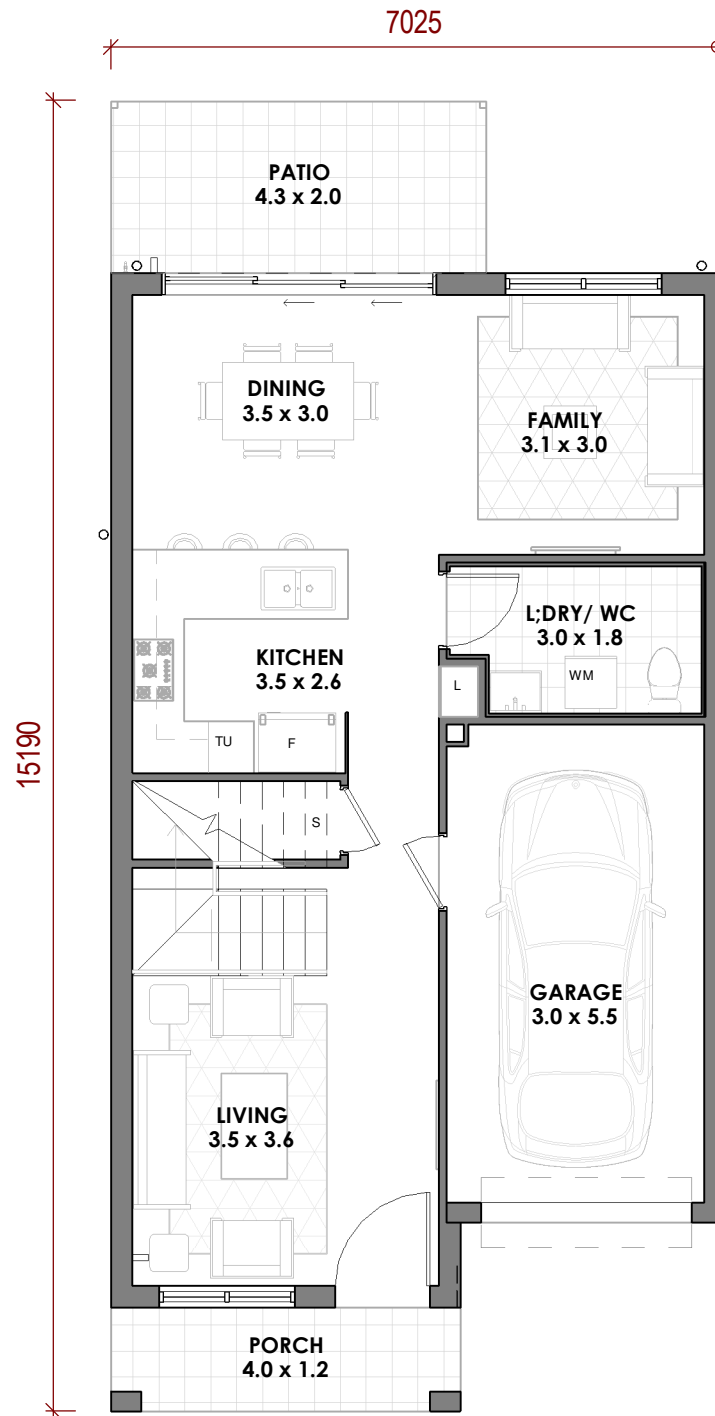 7025
PATIO
4.3 x 2.0
DINING
3.5 x 3.0
FAMILY
3.1 x 3.0
L;DRY/ WC
3.0 x 1.8
WM
KITCHEN
3.5 x 2.6
L
TU
F
15190
S
GARAGE
3.0 x 5.5
LIVING
3.5 x 3.6
PORCH
4.0 x 1.2